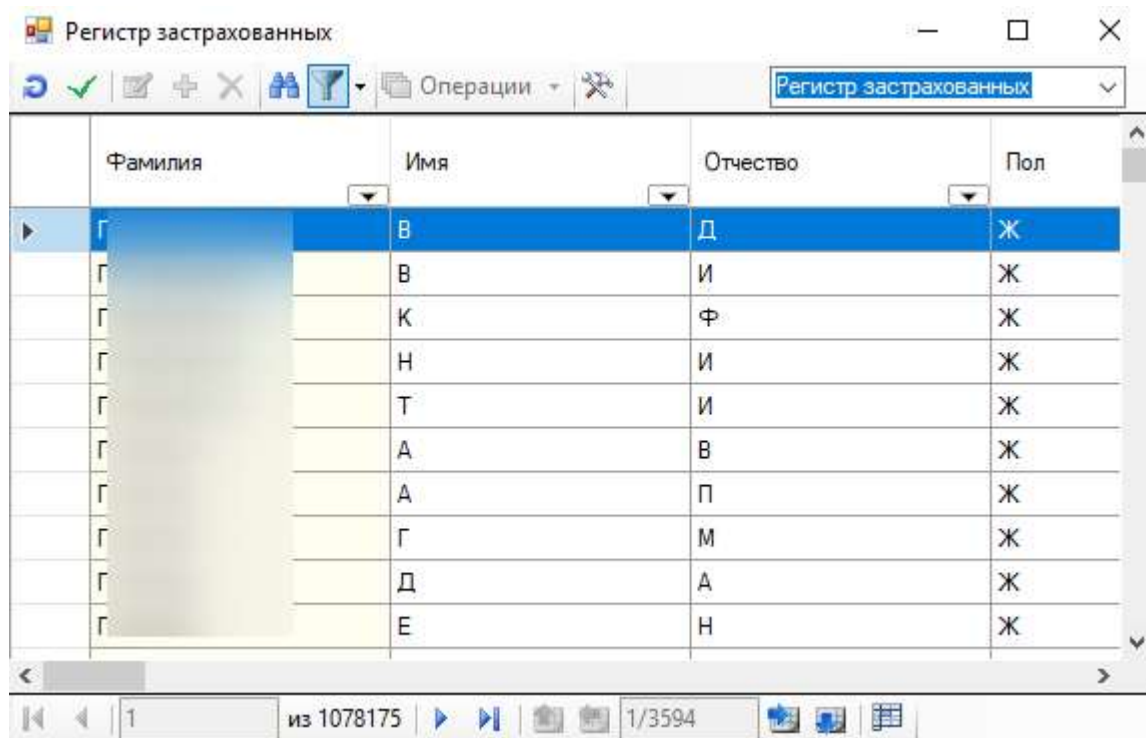 Регистр застрахованных
Операции Регистр застрахованных
Фамилия Имя Отчество Пол
Г В Д Ж
Г В И Ж
Г К Ф Ж
Г Н И Ж
Г Т И Ж
Г А В Ж
Г А П Ж
Г Г М Ж
Г Д А Ж
Г Е Н Ж
1 из 1078175 1/3594